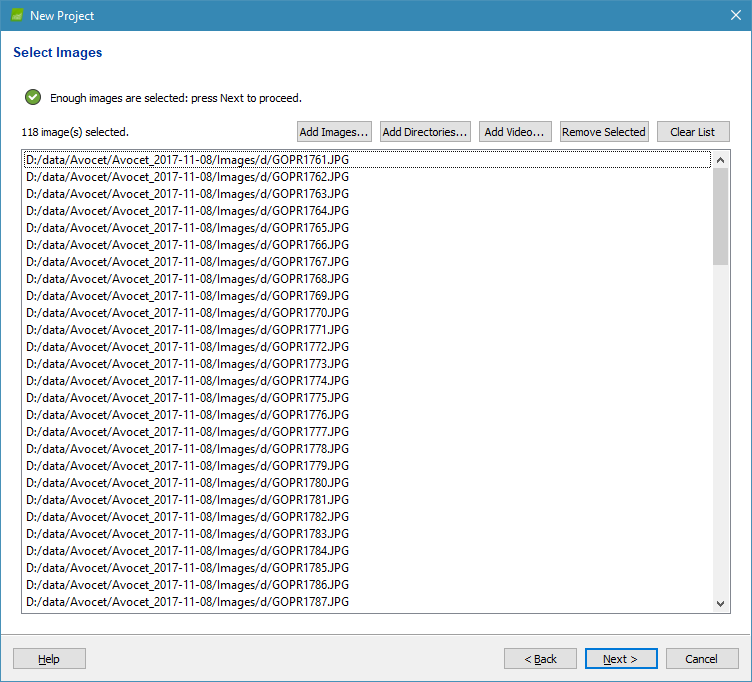 New Project
Select Images
Enough images are selected: press Next to proceed.
118 image(s) selected.
Add Images... Add Directories... Add Video... Remove Selected Clear List
D:/data/Avocet/Avocet_2017-11-08/Images/d/GOPR1761.JPG
D:/data/Avocet/Avocet_2017-11-08/Images/d/GOPR1762.JPG
D:/data/Avocet/Avocet_2017-11-08/Images/d/GOPR1763.JPG
D:/data/Avocet/Avocet_2017-11-08/Images/d/GOPR1764.JPG
D:/data/Avocet/Avocet_2017-11-08/Images/d/GOPR1765.JPG
D:/data/Avocet/Avocet_2017-11-08/Images/d/GOPR1766.JPG
D:/data/Avocet/Avocet_2017-11-08/Images/d/GOPR1767.JPG
D:/data/Avocet/Avocet_2017-11-08/Images/d/GOPR1768.JPG
D:/data/Avocet/Avocet_2017-11-08/Images/d/GOPR1769.JPG
D:/data/Avocet/Avocet_2017-11-08/Images/d/GOPR1770.JPG
D:/data/Avocet/Avocet_2017-11-08/Images/d/GOPR1771.JPG
D:/data/Avocet/Avocet_2017-11-08/Images/d/GOPR1772.JPG
D:/data/Avocet/Avocet_2017-11-08/Images/d/GOPR1773.JPG
D:/data/Avocet/Avocet_2017-11-08/Images/d/GOPR1774.JPG
D:/data/Avocet/Avocet_2017-11-08/Images/d/GOPR1775.JPG
D:/data/Avocet/Avocet_2017-11-08/Images/d/GOPR1776.JPG
D:/data/Avocet/Avocet_2017-11-08/Images/d/GOPR1777.JPG
D:/data/Avocet/Avocet_2017-11-08/Images/d/GOPR1778.JPG
D:/data/Avocet/Avocet_2017-11-08/Images/d/GOPR1779.JPG
D:/data/Avocet/Avocet_2017-11-08/Images/d/GOPR1780.JPG
D:/data/Avocet/Avocet_2017-11-08/Images/d/GOPR1781.JPG
D:/data/Avocet/Avocet_2017-11-08/Images/d/GOPR1782.JPG
D:/data/Avocet/Avocet_2017-11-08/Images/d/GOPR1783.JPG
D:/data/Avocet/Avocet_2017-11-08/Images/d/GOPR1784.JPG
D:/data/Avocet/Avocet_2017-11-08/Images/d/GOPR1785.JPG
D:/data/Avocet/Avocet_2017-11-08/Images/d/GOPR1786.JPG
D:/data/Avocet/Avocet_2017-11-08/Images/d/GOPR1787.JPG
Help < Back Next > Cancel